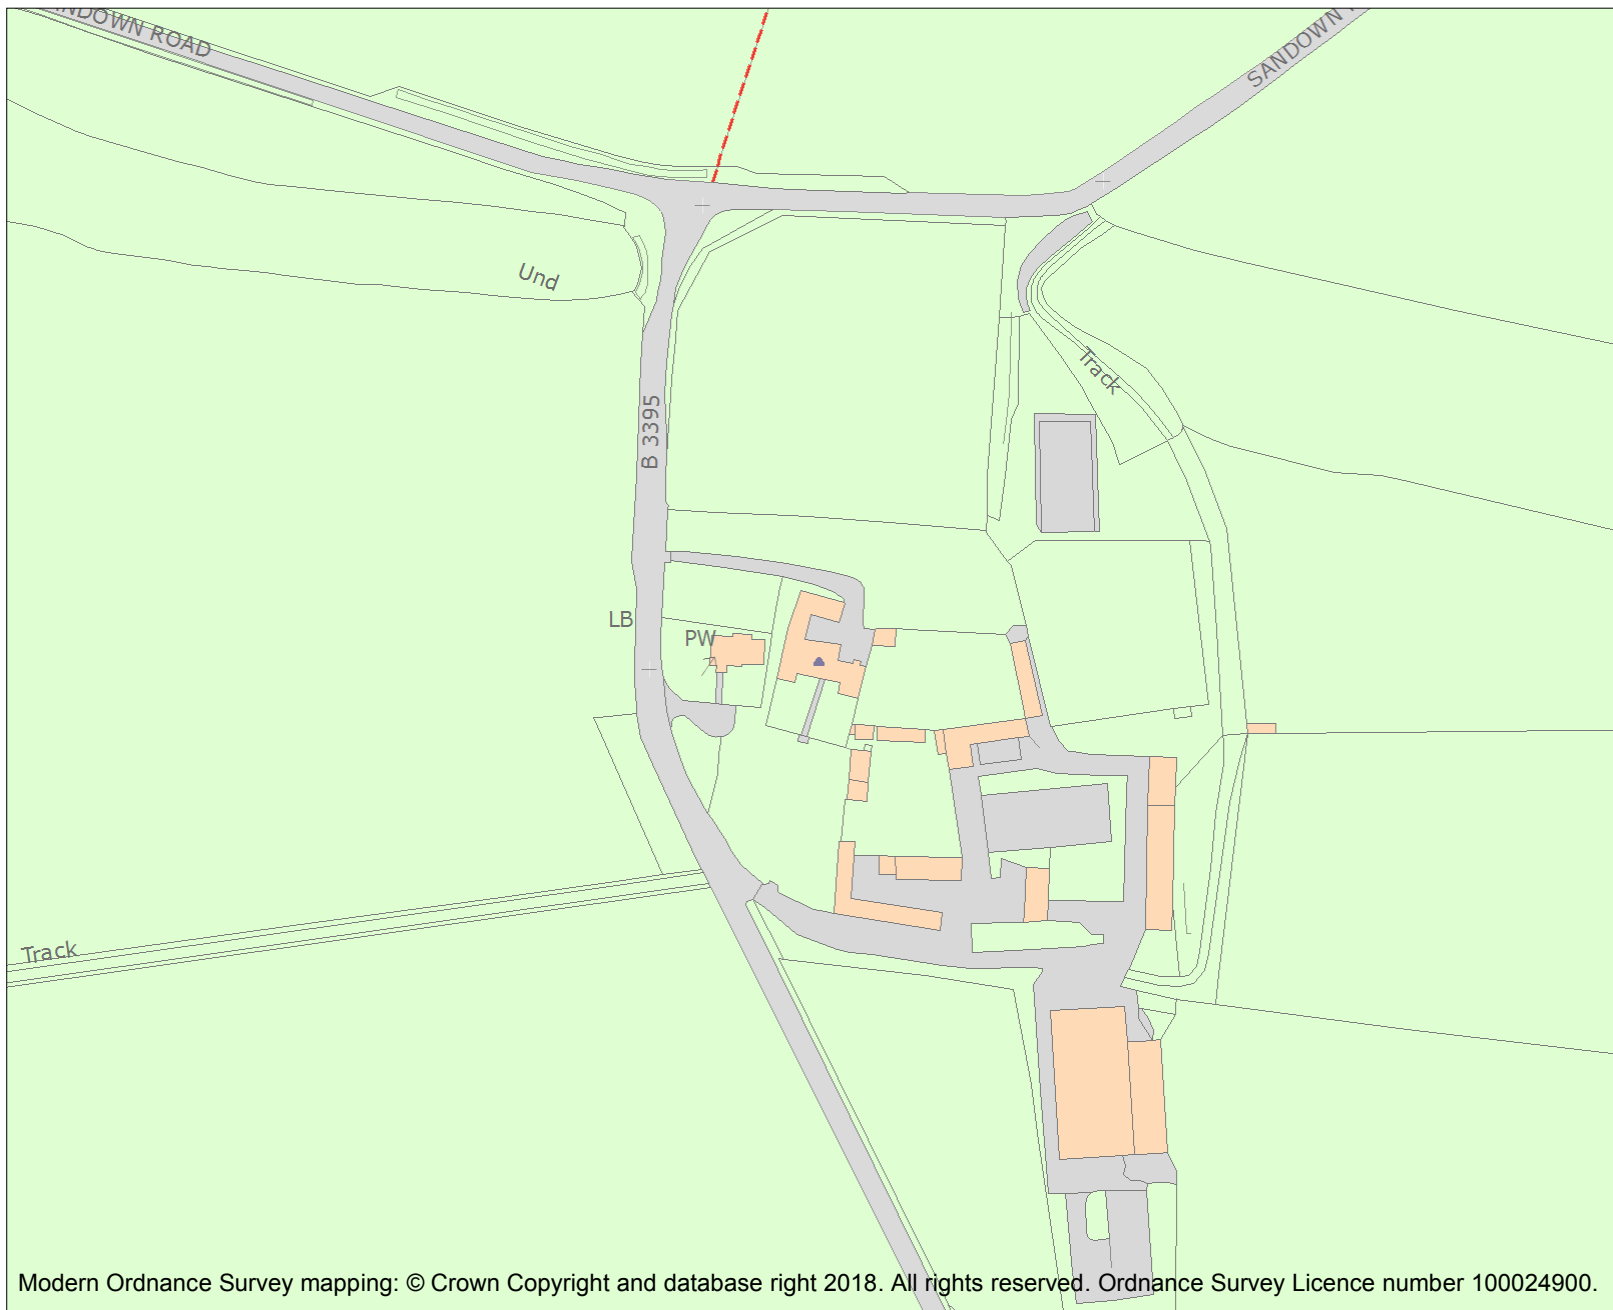 SANDOWN
ROAD
Und
Track
B 3395
LB
PW
Track
Modern Ordnance Survey mapping: © Crown Copyright and database right 2018. All rights reserved. Ordnance Survey Licence number 100024900.